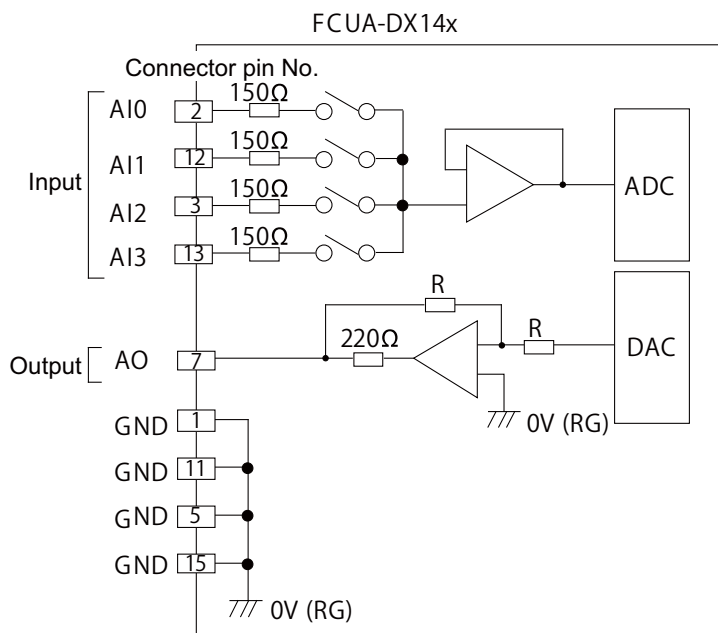 FCUA-DX14x
Connector pin No.
Input
AI0 2 150Ω
AI1 12 150Ω
AI2 3 150Ω
AI3 13 150Ω
ADC
Output AO 7 220Ω R R DAC
0V (RG)
GND 1
GND 11
GND 5
GND 15
0V (RG)